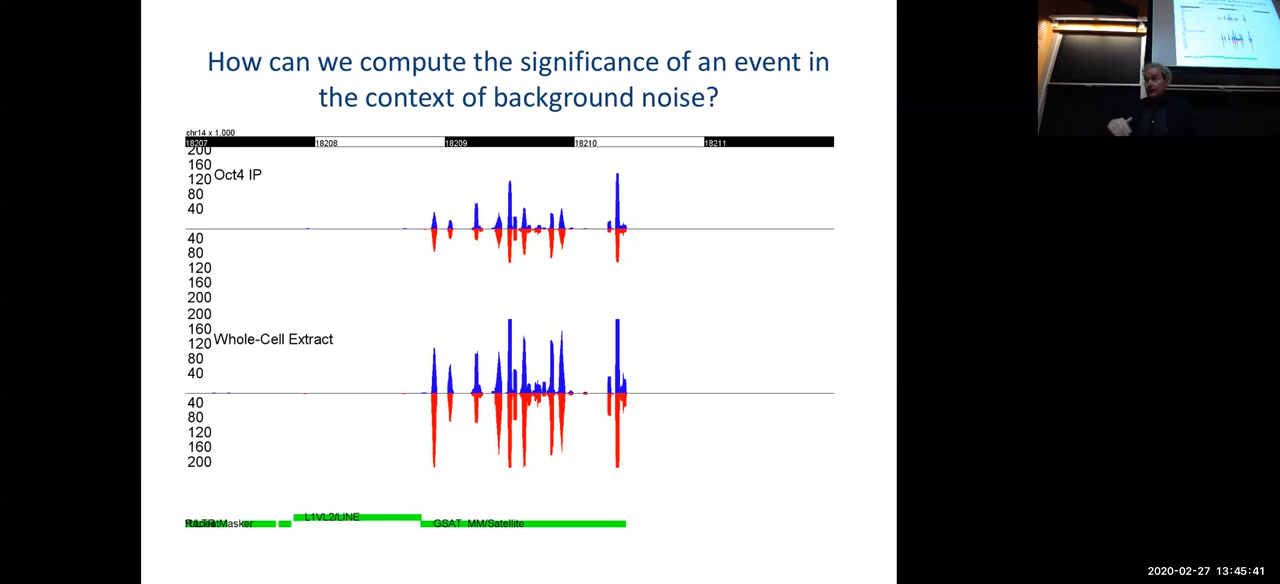 How can we compute the significance of an event in
the context of background noise?
chr14 x 1,000
18207 18208 18209 18210 18211
200
160
120
80
40
Oct4 IP
40
80
120
160
200
200
160
120
80
40
Whole-Cell Extract
40
80
120
160
200
L1VL2/LINE
GSAT_MM/Satellite
2020-02-27 13:45:41